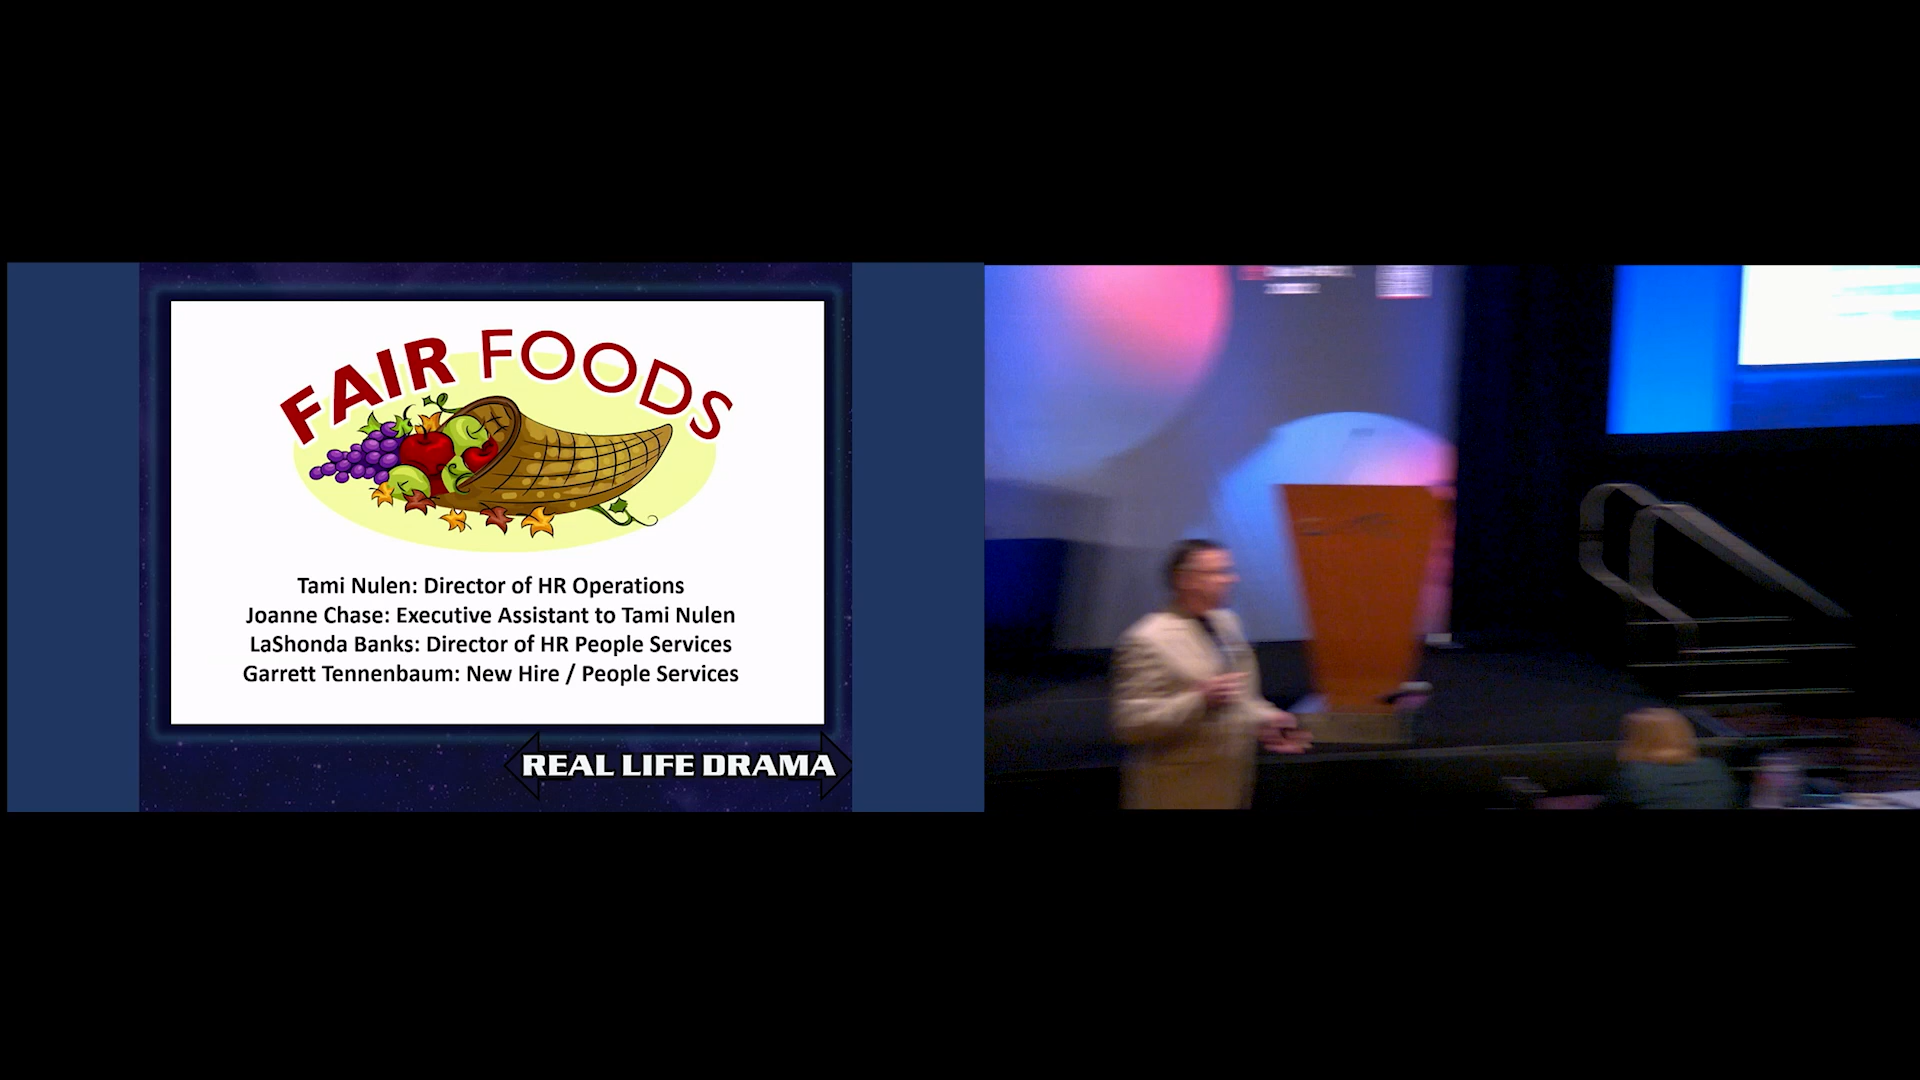 FAIR FOODS
Tami Nulen: Director of HR Operations
Joanne Chase: Executive Assistant to Tami Nulen
LaShonda Banks: Director of HR People Services
Garrett Tennenbaum: New Hire / People Services
REAL LIFE DRAMA